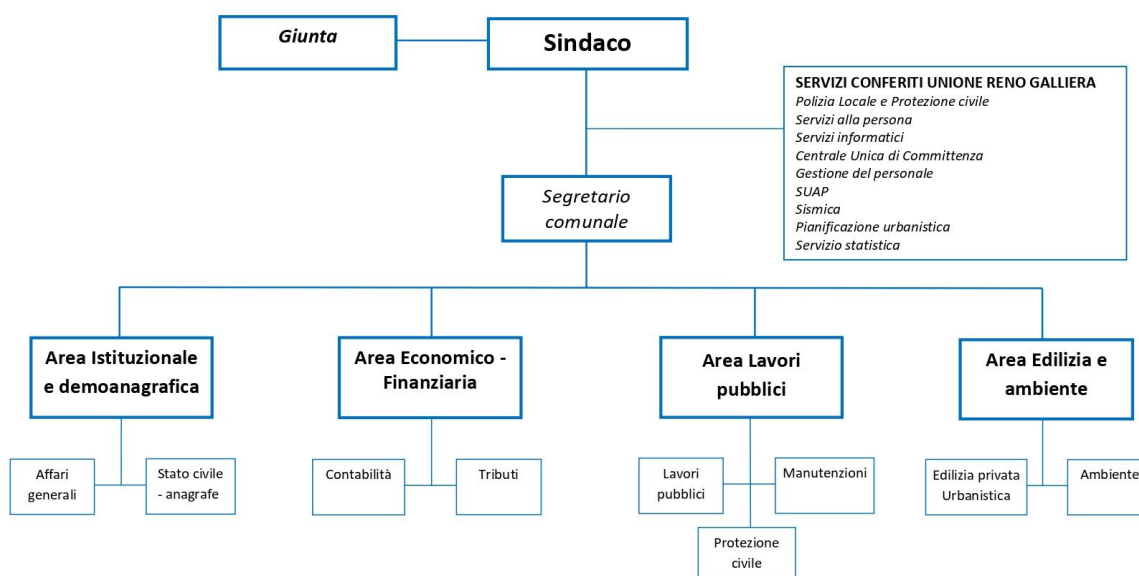 Giunta
Sindaco
SERVIZI CONFERITI UNIONE RENO GALLIERA
Polizia Locale e Protezione civile
Servizi alla persona
Servizi informatici
Centrale Unica di Committenza
Gestione del personale
SUAP
Sismica
Pianificazione urbanistica
Servizio statistica
Segretario
comunale
Area Istituzionale
e demoanagrafica
Area Economico -
Finanziaria
Area Lavori
pubblici
Area Edilizia e
ambiente
Affari
generali
Stato civile
- anagrafe
Contabilità
Tributi
Lavori
pubblici
Manutenzioni
Protezione
civile
Edilizia privata
Urbanistica
Ambiente